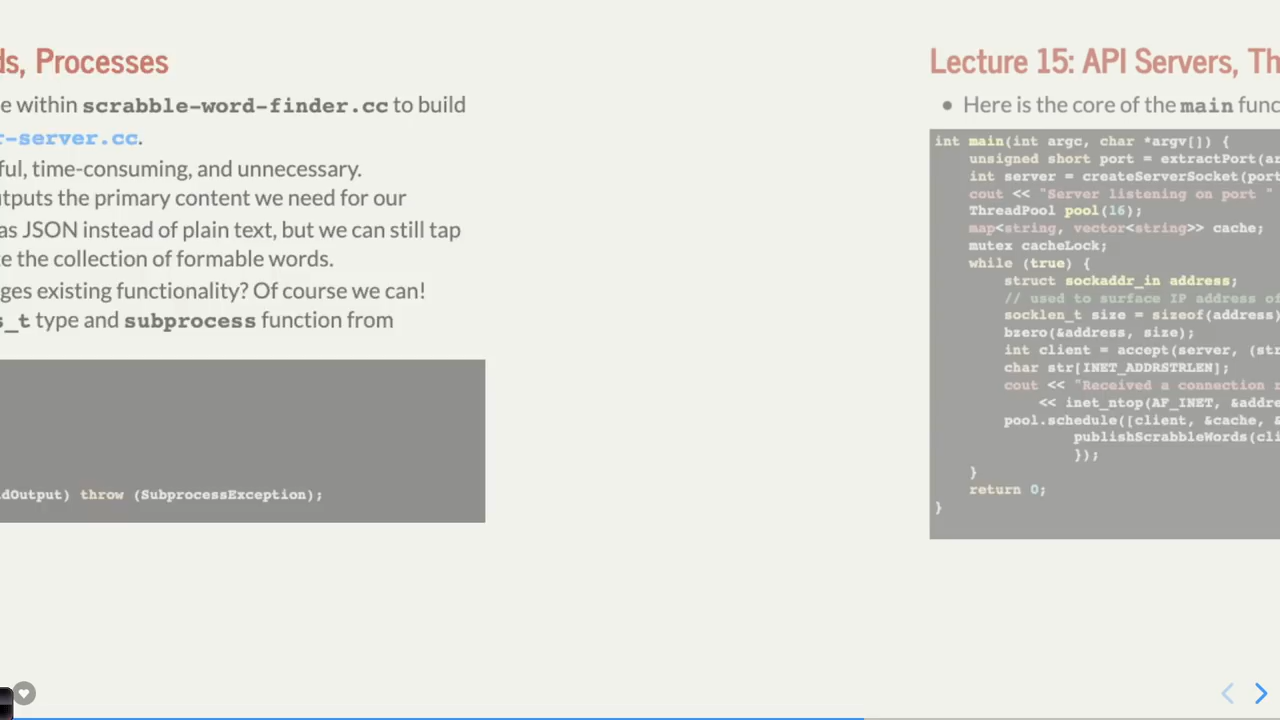 ds, Processes
e within scrabble-word-finder.cc to build
r-server.cc.
ful, time-consuming, and unnecessary.
utputs the primary content we need for our
as JSON instead of plain text, but we can still tap
te the collection of formable words.
ges existing functionality? Of course we can!
s_t type and subprocess function from
dOutput) throw (SubprocessException);
Lecture 15: API Servers, Th
• Here is the core of the main func
int main(int argc, char *argv[]) {
unsigned short port = extractPort(ar
int server = createServerSocket(port
cout << "Server listening on port "
ThreadPool pool(16);
map<string, vector<string>> cache;
mutex cacheLock;
while (true) {
struct sockaddr_in address;
// used to surface IP address of
socklen_t size = sizeof(address)
bzero(&address, size);
int client = accept(server, (str
char str[INET_ADDRSTRLEN];
cout << "Received a connection r
<< inet_ntop(AF_INET, &addre
pool.schedule([client, &cache, &
publishScrabbleWords(cli
});
}
return 0;
}